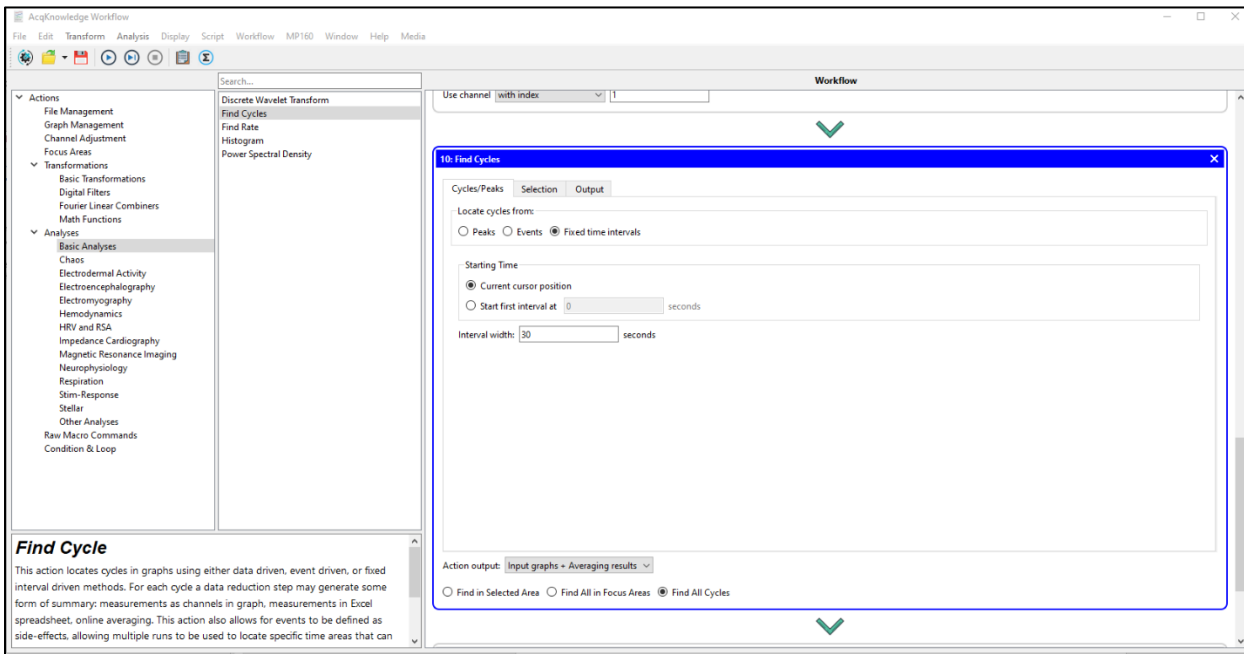 AcqKnowledge Workflow
File Edit Transform Analysis Display Script Workflow MP160 Window Help Media
Search...
Workflow
Actions
File Management
Graph Management
Channel Adjustment
Focus Areas
Transformations
Basic Transformations
Digital Filters
Fourier Linear Combiners
Math Functions
Analyses
Basic Analyses
Chaos
Electrodermal Activity
Electroencephalography
Electromyography
Hemodynamics
HRV and RSA
Impedance Cardiography
Magnetic Resonance Imaging
Neurophysiology
Respiration
Stim-Response
Stellar
Other Analyses
Raw Macro Commands
Condition & Loop
Discrete Wavelet Transform
Find Cycles
Find Rate
Histogram
Power Spectral Density
Find Cycle
This action locates cycles in graphs using either data driven, event driven, or fixed
interval driven methods. For each cycle a data reduction step may generate some
form of summary: measurements as channels in graph, measurements in Excel
spreadsheet, online averaging. This action also allows for events to be defined as
side-effects, allowing multiple runs to be used to locate specific time areas that can
Use channel with index 1
10: Find Cycles
Cycles/Peaks Selection Output
Locate cycles from:
Peaks Events Fixed time intervals
Starting Time
Current cursor position
Start first interval at 0 seconds
Interval width: 30 seconds
Action output: Input graphs + Averaging results
Find in Selected Area Find All in Focus Areas Find All Cycles